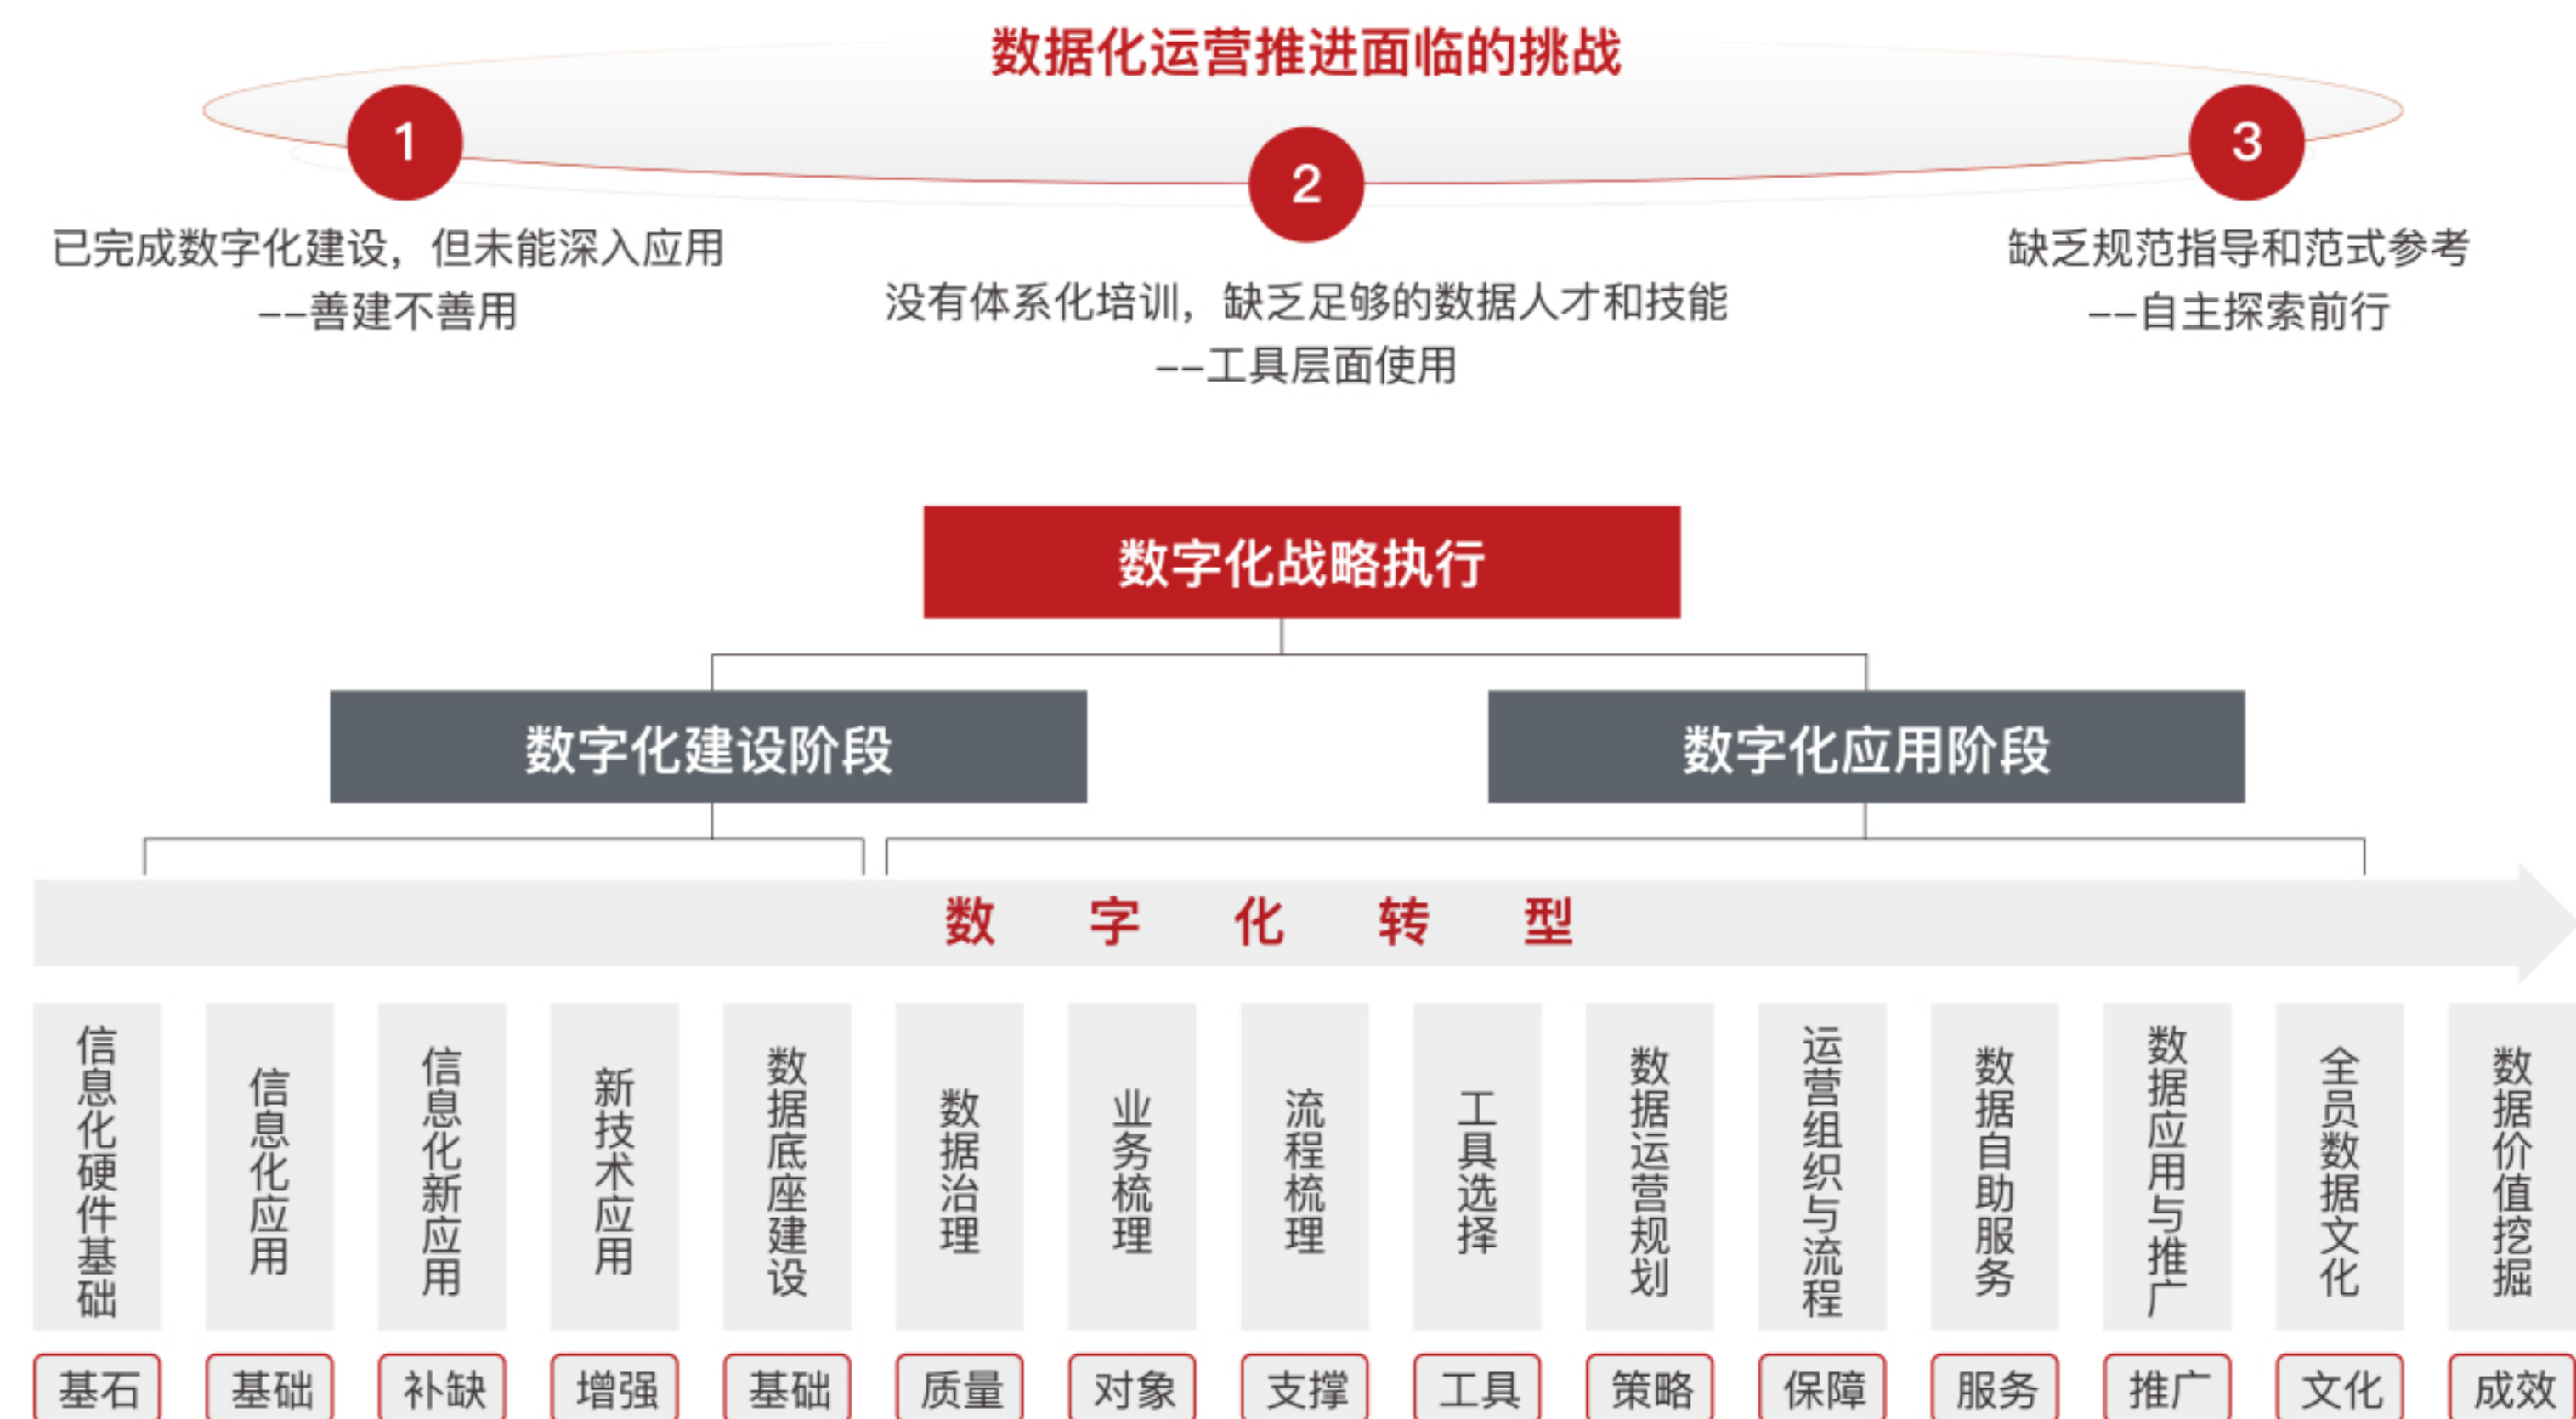 数据化运营推进面临的挑战
1
已完成数字化建设，但未能深入应用
--善建不善用
2
没有体系化培训，缺乏足够的数据人才和技能
--工具层面使用
3
缺乏规范指导和范式参考
--自主探索前行
数字化战略执行
数字化建设阶段
数字化应用阶段
数字化转型
信息化硬件基础
信息化应用
信息化新应用
新技术应用
数据底座建设
数据治理
业务梳理
流程梳理
工具选择
数据运营规划
运营组织与流程
数据自助服务
数据应用与推广
全员数据文化
数据价值挖掘
基石
基础
补缺
增强
基础
质量
对象
支撑
工具
策略
保障
服务
推广
文化
成效